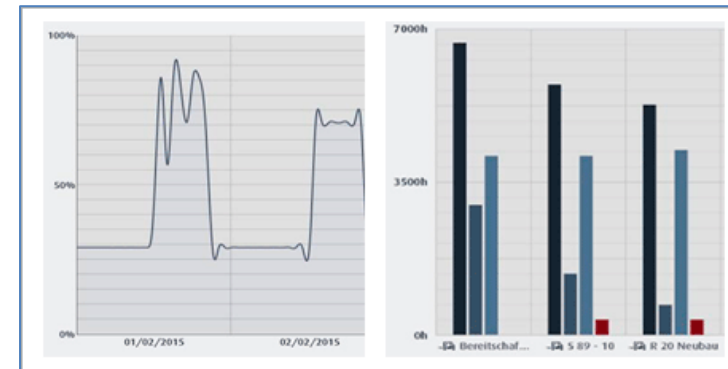 100%
50%
0%
01/02/2015
02/02/2015
7000h
3500h
0h
Bereitschaf...
S 89 - 10
R 20 Neubau